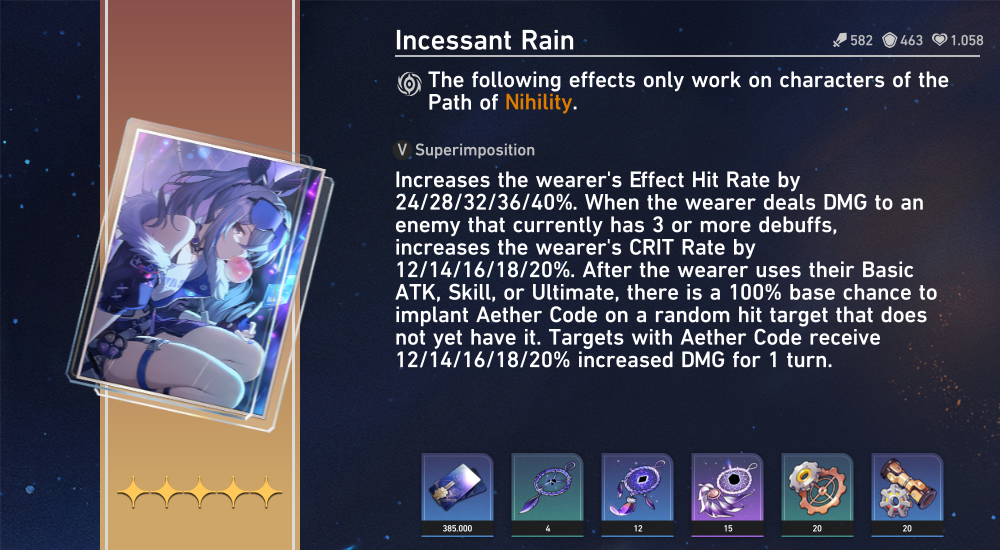 Incessant Rain
582 463 1.058
The following effects only work on characters of the
Path of Nihility.
V Superimposition
Increases the wearer's Effect Hit Rate by
24/28/32/36/40%. When the wearer deals DMG to an
enemy that currently has 3 or more debuffs,
increases the wearer's CRIT Rate by
12/14/16/18/20%. After the wearer uses their Basic
ATK, Skill, or Ultimate, there is a 100% base chance to
implant Aether Code on a random hit target that does
not yet have it. Targets with Aether Code receive
12/14/16/18/20% increased DMG for 1 turn.
385.000 4 12 15 20 20